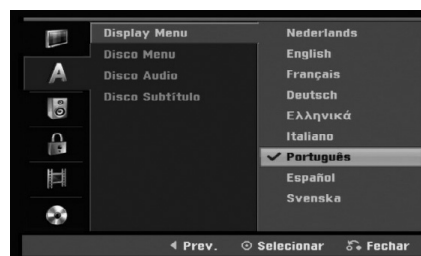 A
Display Menu
Disco Menu
Disco Audio
Disco Subtítulo
Nederlands
English
Français
Deutsch
Ελληνικά
Italiano
✓ Português
Español
Svenska
Prev.
Selecionar
Fechar